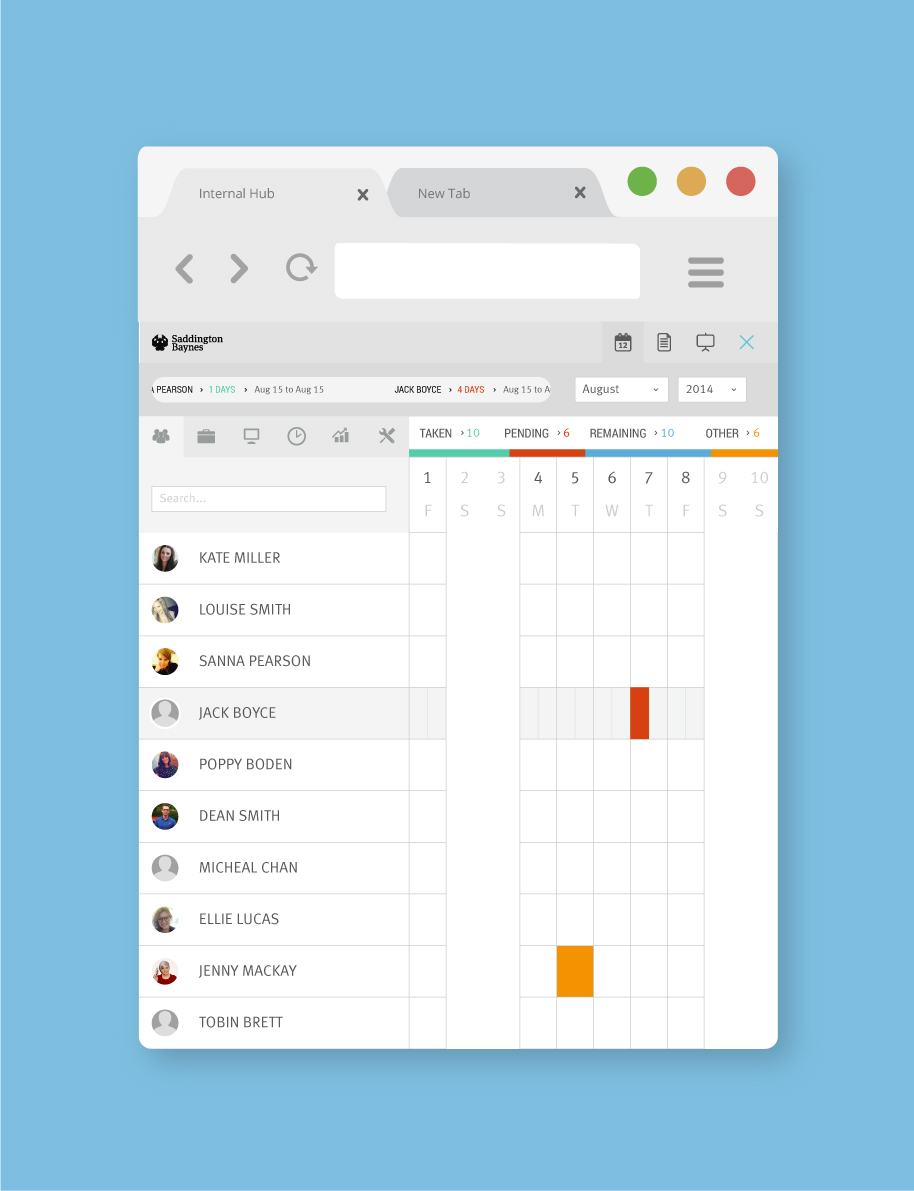 Internal Hub
New Tab
Saddington
Baynes
12
PEARSON › 1 DAYS › Aug 15 to Aug 15
JACK BOYCE › 4 DAYS › Aug 15 to
August
2014
TAKEN › 10
PENDING › 6
REMAINING › 10
OTHER › 6
1 2 3 4 5 6 7 8 9 10
F S S M T W T F S S
Search...
KATE MILLER
LOUISE SMITH
SANNA PEARSON
JACK BOYCE
POPPY BODEN
DEAN SMITH
MICHEAL CHAN
ELLIE LUCAS
JENNY MACKAY
TOBIN BRETT